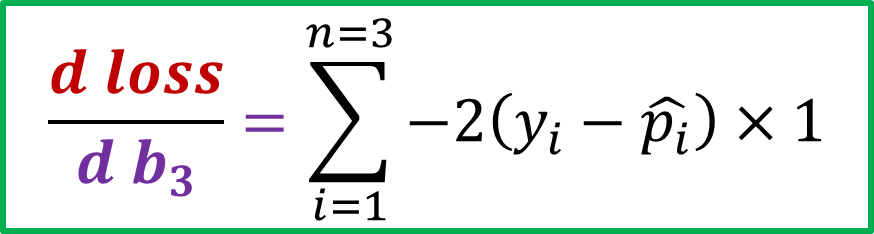 d loss / d b₃ = ∑_{i=1}^{n=3} −2(yᵢ − p̂ᵢ) × 1